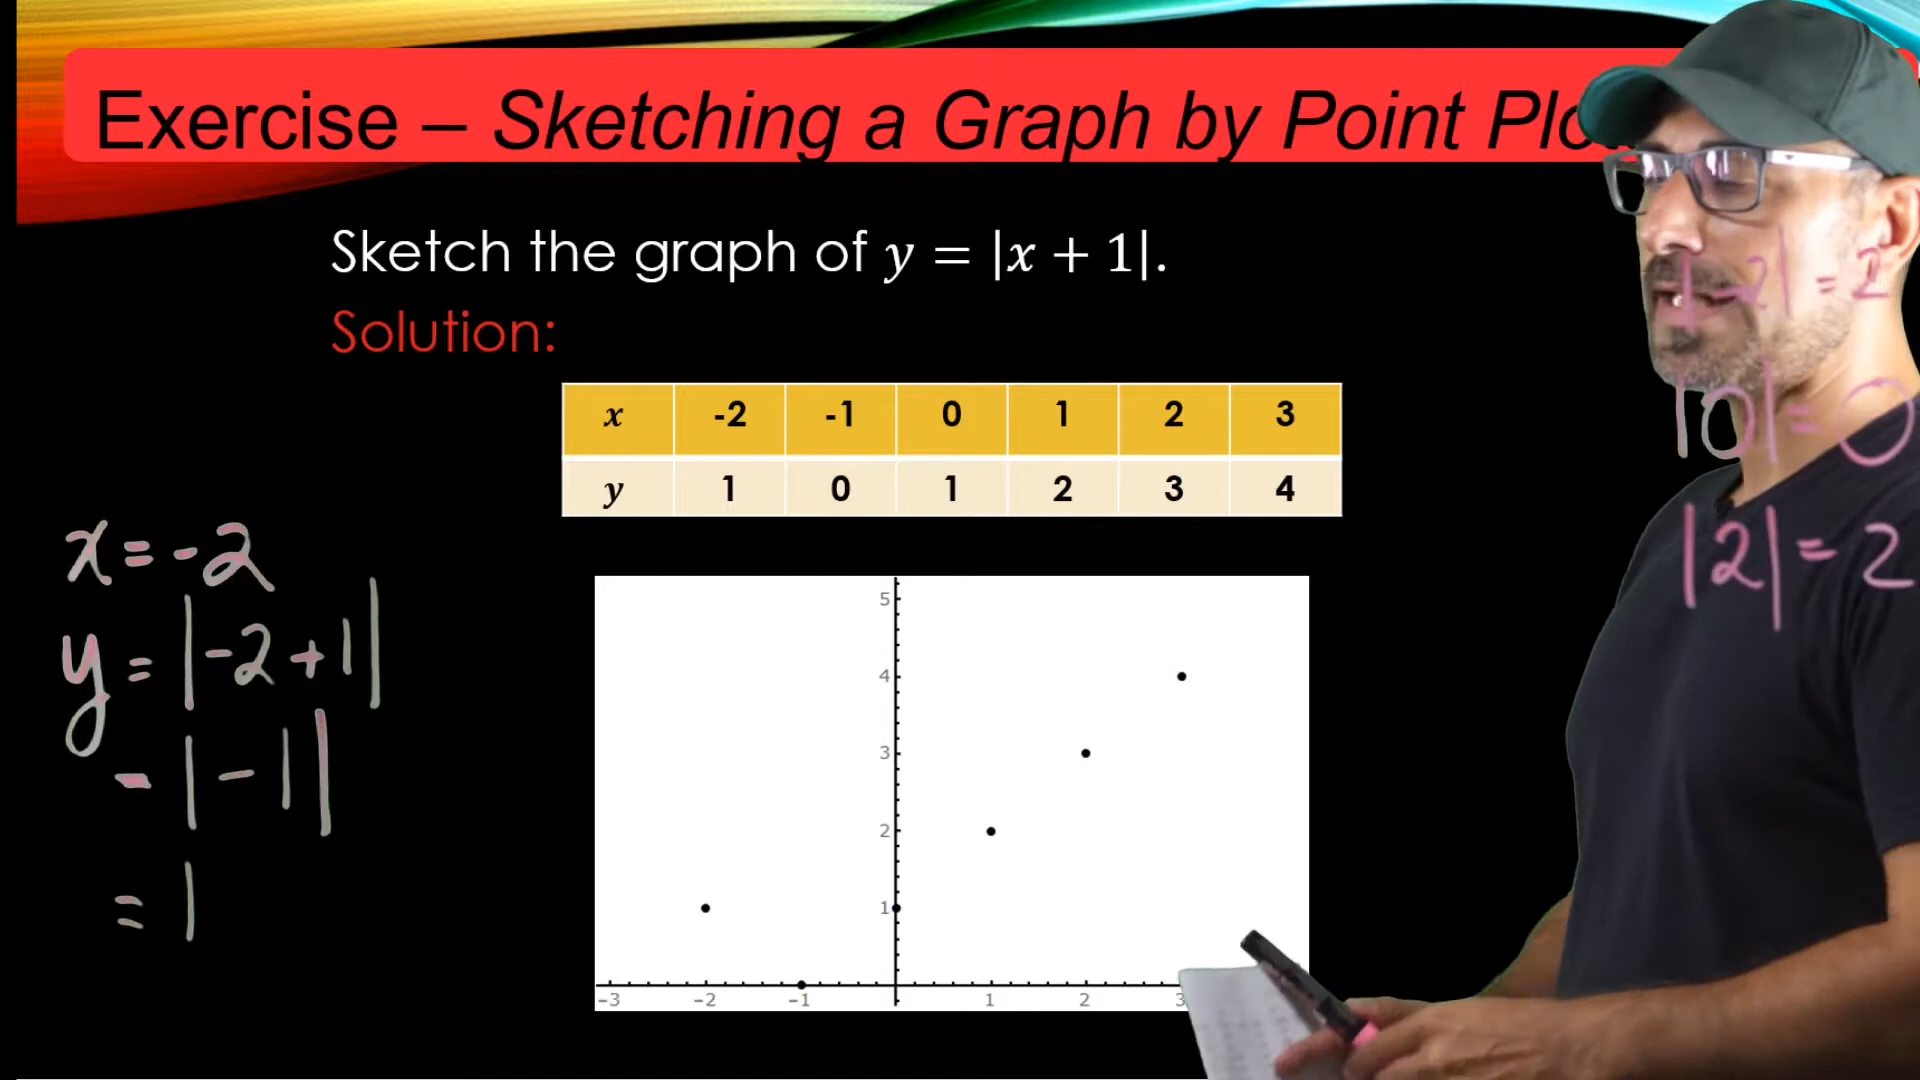 Exercise – Sketching a Graph by Point
Sketch the graph of y = |x + 1|.
Solution:
x -2 -1 0 1 2 3
y 1 0 1 2 3 4
x = -2
y = |-2+1|
- |-1|
= 1
|-2| = 2
|0| = 0
|2| = 2
5
4
3
2
1
-3 -2 -1 1 2 3